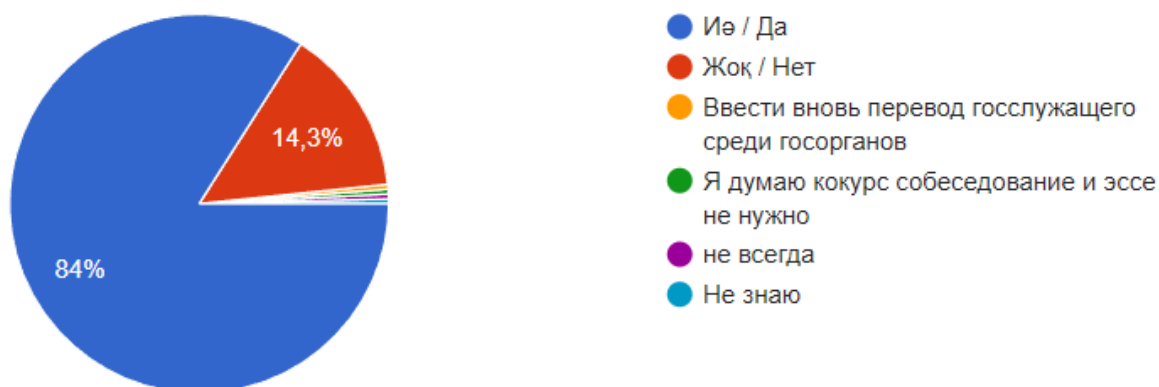 Иә / Да
Жоқ / Нет
Ввести вновь перевод госслужащего
среди госорганов
Я думаю кокурс собеседование и эссе
не нужно
не всегда
Не знаю
14,3%
84%